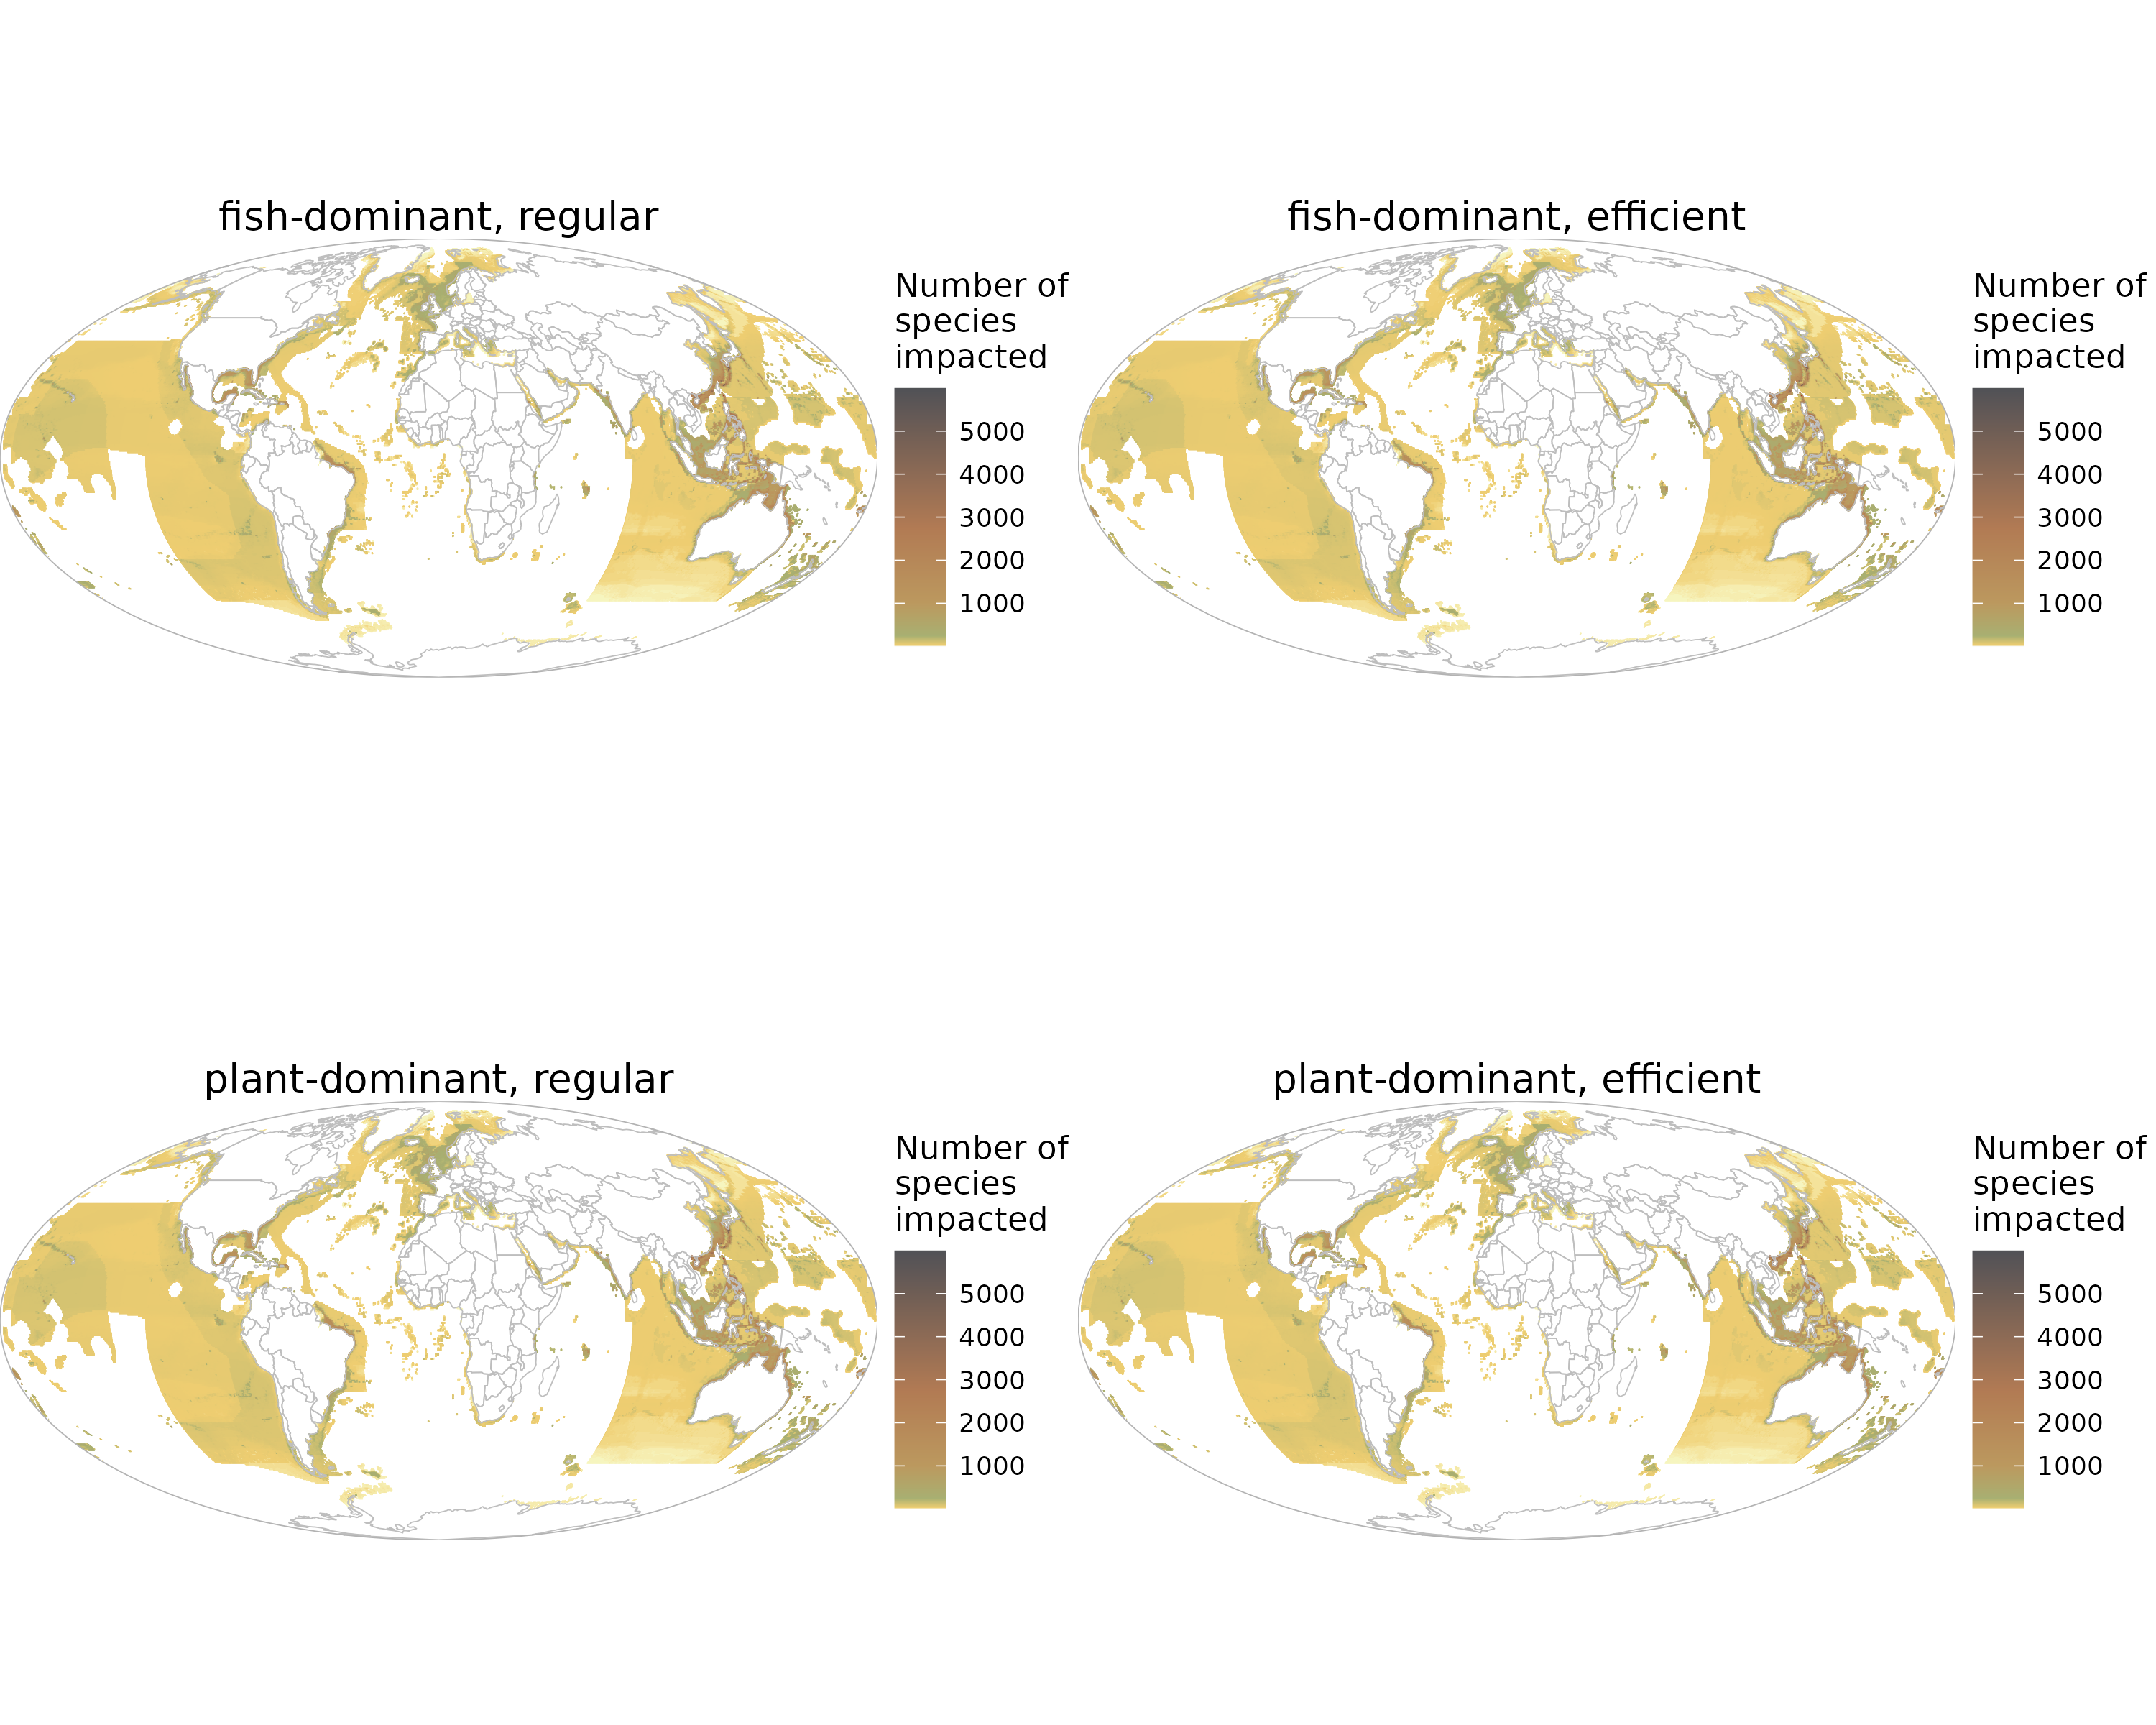 fish-dominant, regular
Number of
species
impacted
5000
4000
3000
2000
1000
fish-dominant, efficient
Number of
species
impacted
5000
4000
3000
2000
1000
plant-dominant, regular
Number of
species
impacted
5000
4000
3000
2000
1000
plant-dominant, efficient
Number of
species
impacted
5000
4000
3000
2000
1000